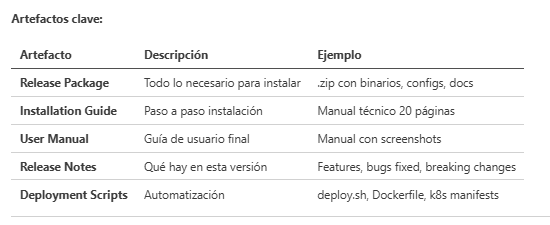 Artefactos clave:
Artefacto Descripción Ejemplo
Release Package Todo lo necesario para instalar .zip con binarios, configs, docs
Installation Guide Paso a paso instalación Manual técnico 20 páginas
User Manual Guía de usuario final Manual con screenshots
Release Notes Qué hay en esta versión Features, bugs fixed, breaking changes
Deployment Scripts Automatización deploy.sh, Dockerfile, k8s manifests